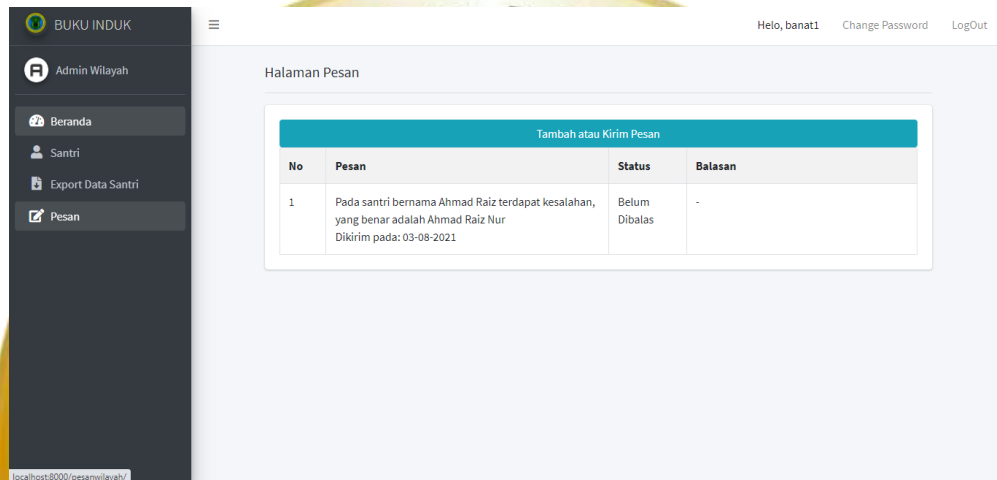 BUKU INDUK
Helo, banat1 Change Password LogOut
Admin Wilayah
Beranda
Santri
Export Data Santri
Pesan
Halaman Pesan
Tambah atau Kirim Pesan
No Pesan Status Balasan
1 Pada santri bernama Ahmad Raiz terdapat kesalahan, Belum -
yang benar adalah Ahmad Raiz Nur Dibalas
Dikirim pada: 03-08-2021
localhost:8000/pesanwilayah/